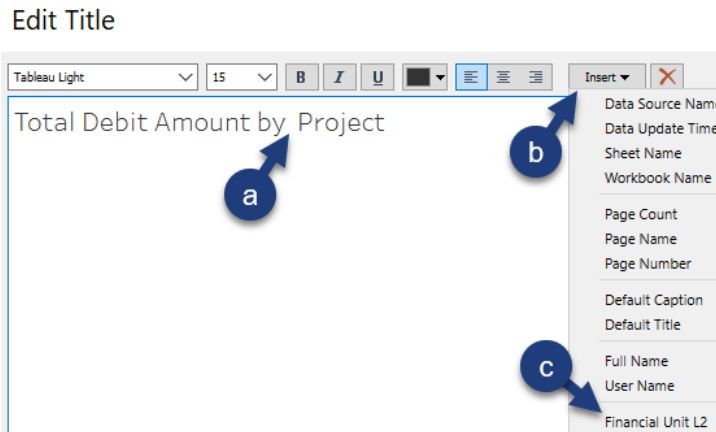 Edit Title
Tableau Light 15 B I U Insert
Total Debit Amount by  Project
a
b
Data Source Name
Data Update Time
Sheet Name
Workbook Name
Page Count
Page Name
Page Number
Default Caption
Default Title
c
Full Name
User Name
Financial Unit L2